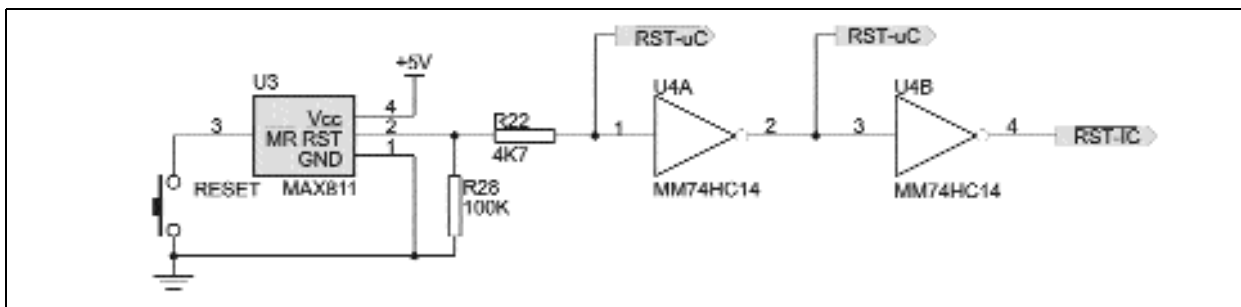 RST-uC
RST-uC
+5V
U3
U4A
U4B
Vcc
4
3
MR RST
2
R22
1
2
3
4
RST-IC
GND
1
4K7
RESET
MAX811
R28
100K
MM74HC14
MM74HC14